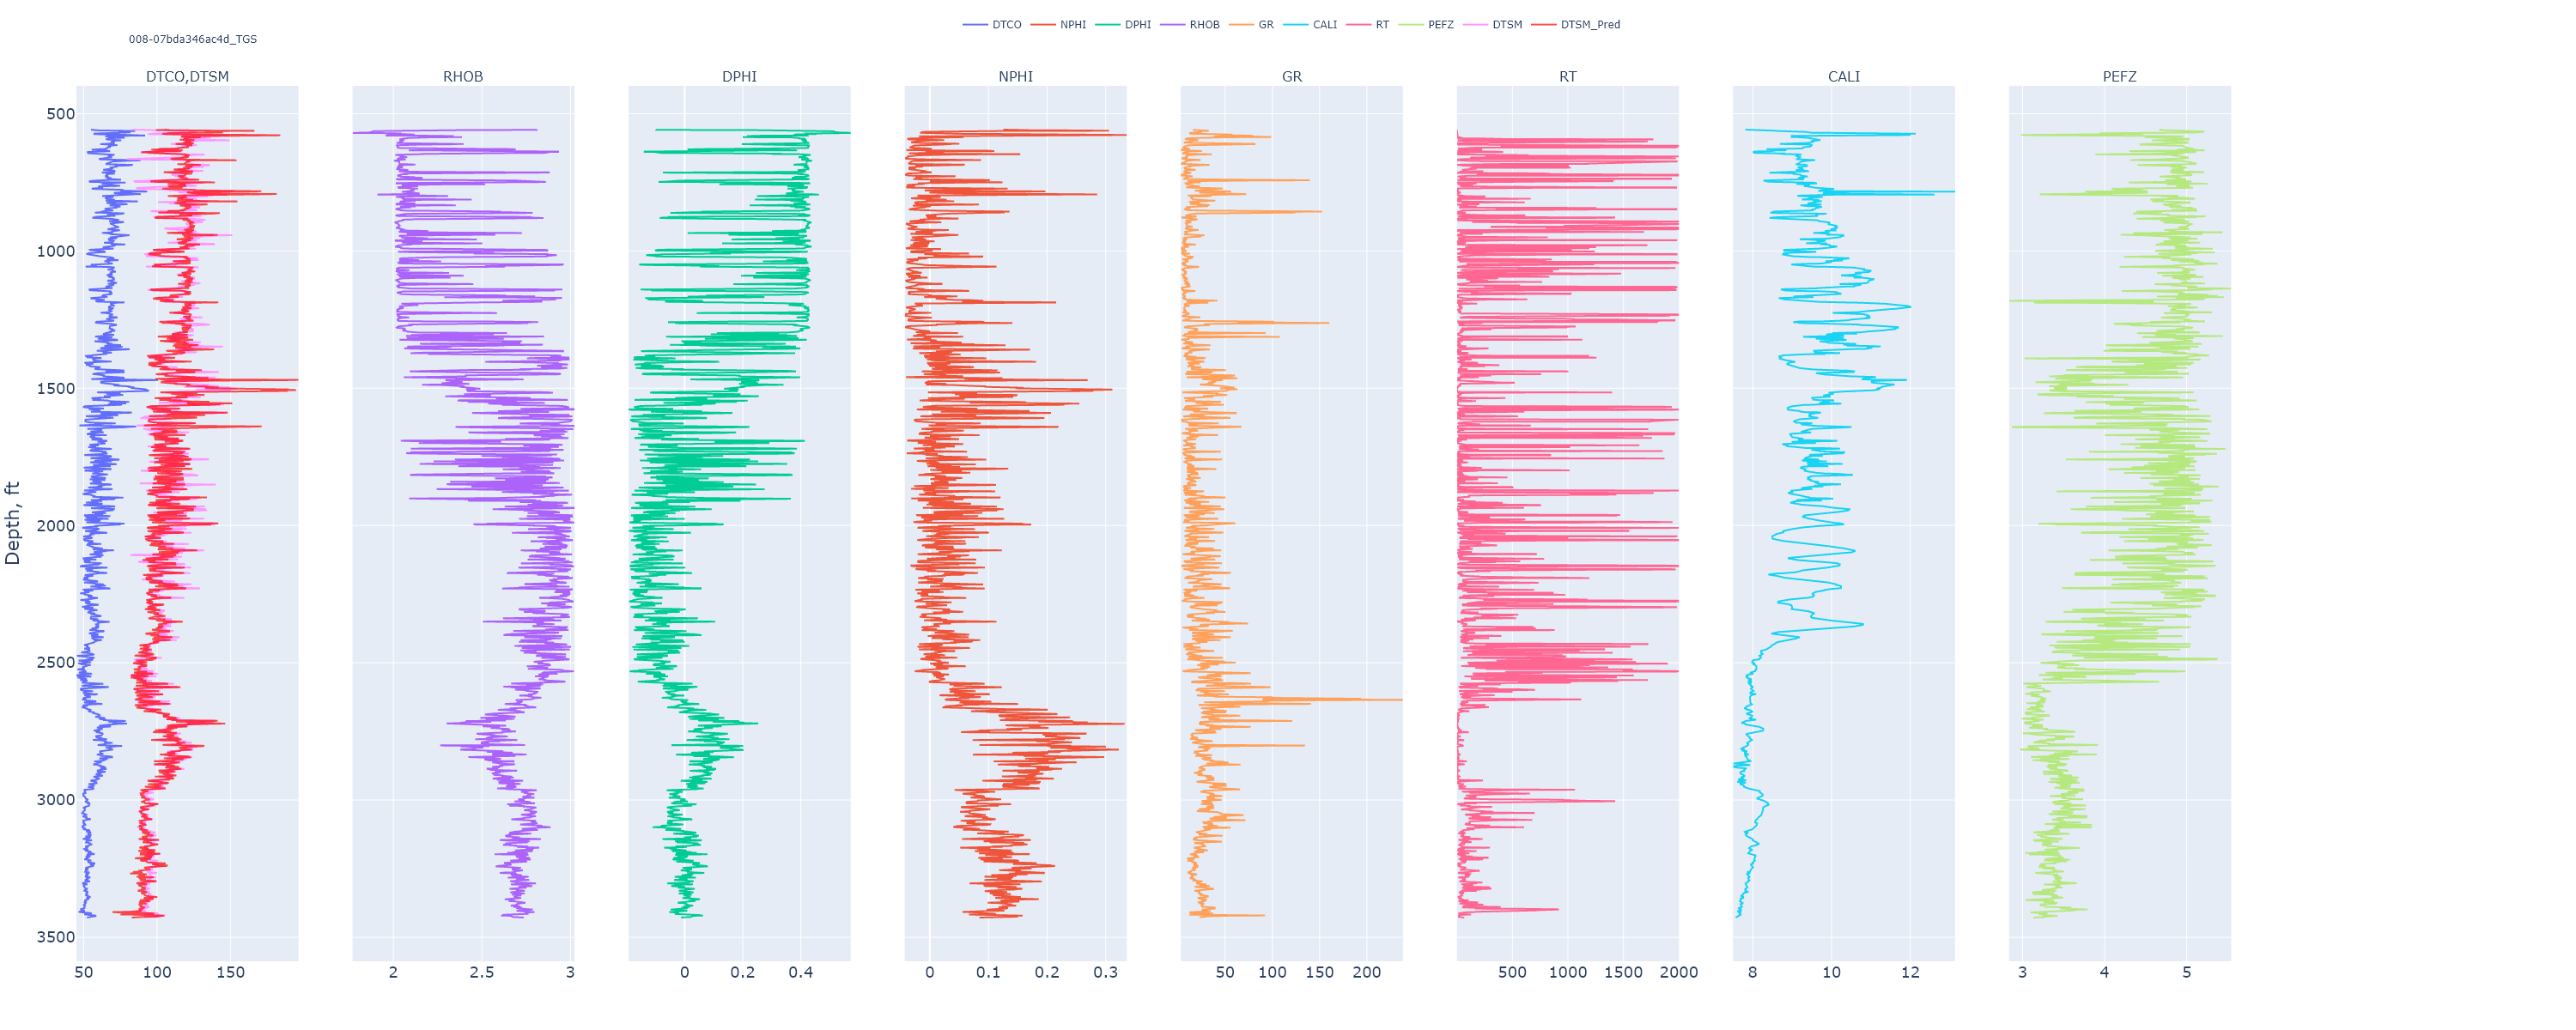 DTCO NPHI DPHI RHOB GR CALI RT PEFZ DTSM DTSM_Pred
008-07bda346ac4d_TGS
DTCO,DTSM RHOB DPHI NPHI GR RT CALI PEFZ
Depth, ft
500
1000
1500
2000
2500
3000
3500
50 100 150 2 2.5 3 0 0.2 0.4 0 0.1 0.2 0.3 50 100 150 200 500 1000 1500 2000 8 10 12 3 4 5